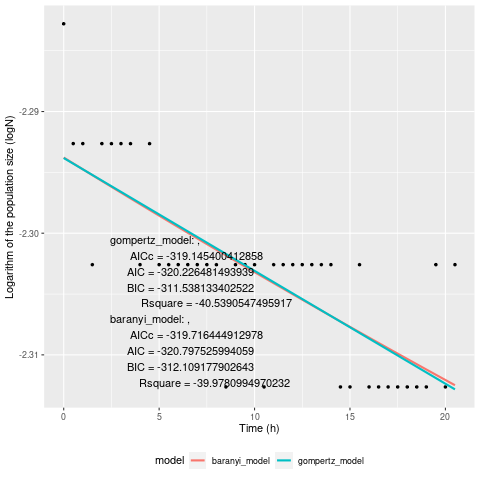 Logarithm of the population size (logN)
-2.29
-2.30
-2.31
gompertz_model: ,
AICc = -319.145400412858
AIC = -320.226481493939
BIC = -311.538133402522
Rsquare = -40.5390547495917
baranyi_model: ,
AICc = -319.716444912978
AIC = -320.797525994059
BIC = -312.109177902643
Rsquare = -39.9780994970232
0 5 10 15 20
Time (h)
model baranyi_model gompertz_model